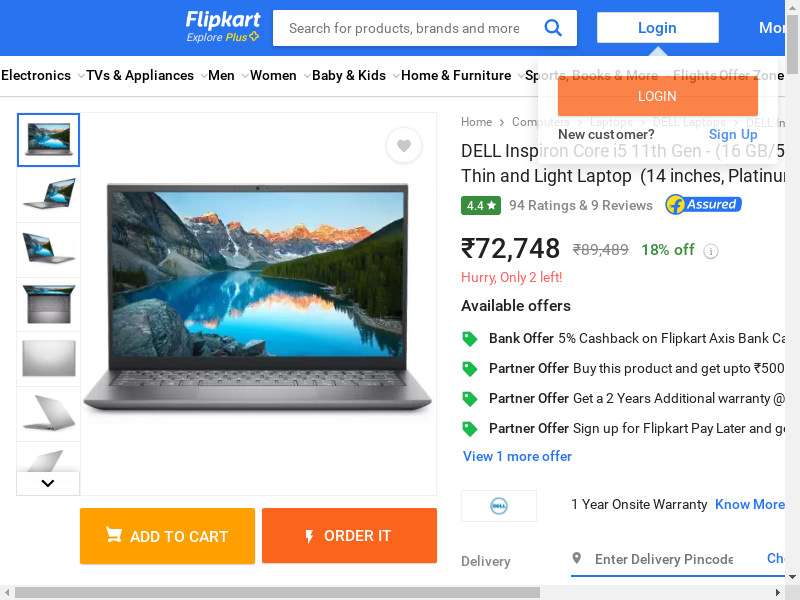 Flipkart
Explore Plus
Search for products, brands and more
Login
Electronics
TVs & Appliances
Men
Women
Baby & Kids
Home & Furniture
Sports, Books & More
Flights
Offer Zone
LOGIN
New customer? Sign Up
Home > Computers > Laptops > DELL Laptops > DELL
DELL Inspiron Core i5 11th Gen - (16 GB/5
Thin and Light Laptop (14 inches, Platinu
4.4 ★ 94 Ratings & 9 Reviews Assured
₹72,748 ₹89,489 18% off i
Hurry, Only 2 left!
Available offers
Bank Offer 5% Cashback on Flipkart Axis Bank Ca
Partner Offer Buy this product and get upto ₹500
Partner Offer Get a 2 Years Additional warranty @
Partner Offer Sign up for Flipkart Pay Later and ge
View 1 more offer
DELL
1 Year Onsite Warranty Know More
ADD TO CART
ORDER IT
Delivery
Enter Delivery Pincode